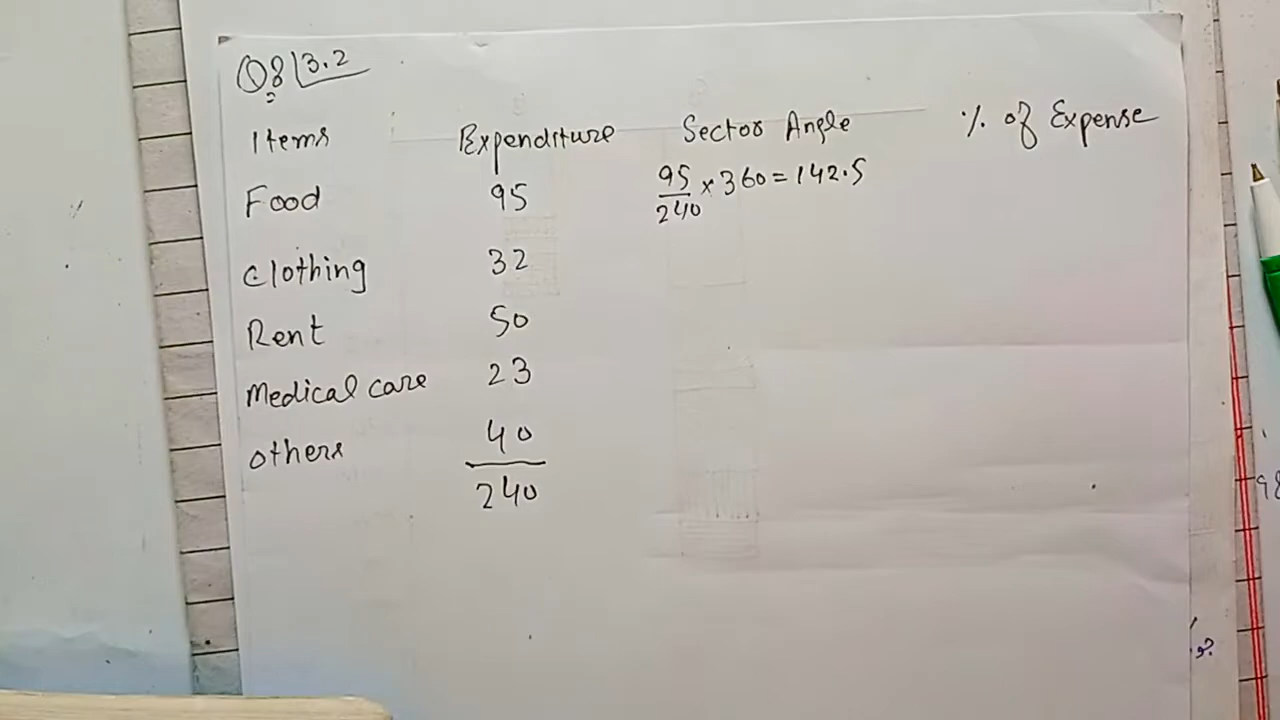 Q8 3.2
Items Expenditure Sector Angle % of Expense
Food 95 95/240 × 360 = 142.5
Clothing 32
Rent 50
Medical care 23
others 40
240